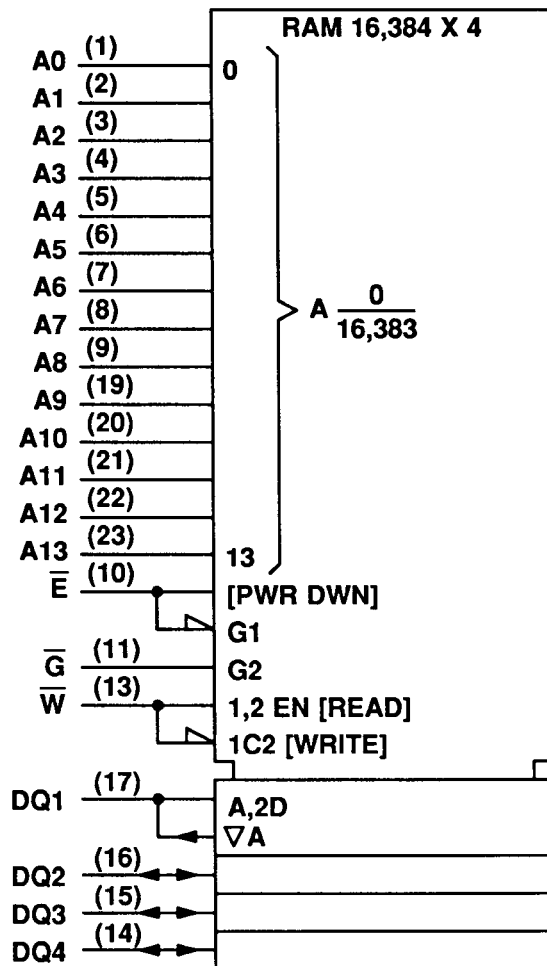 RAM 16,384 X 4
A0 (1) 0
A1 (2)
A2 (3)
A3 (4)
A4 (5)
A5 (6)
A6 (7)
A 0
16,383
A7 (8)
A8 (9)
A9 (19)
A10 (20)
A11 (21)
A12 (22)
A13 (23) 13
E̅ (10) [PWR DWN]
G1
G̅ (11) G2
W̅ (13) 1,2 EN [READ]
1C2 [WRITE]
DQ1 (17) A,2D
▽A
DQ2 (16)
DQ3 (15)
DQ4 (14)